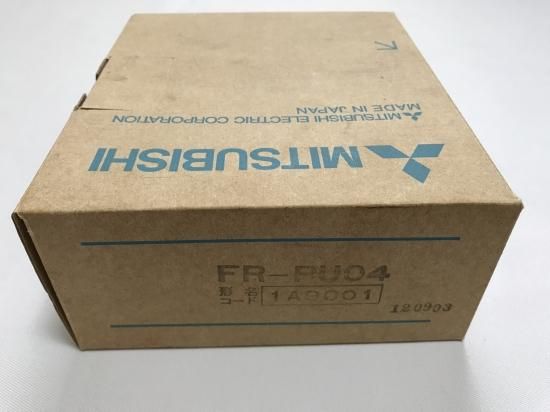 MITSUBISHI
MITSUBISHI ELECTRIC CORPORATION
MADE IN JAPAN
FR-PU04
形名
コード 1A9001
120903